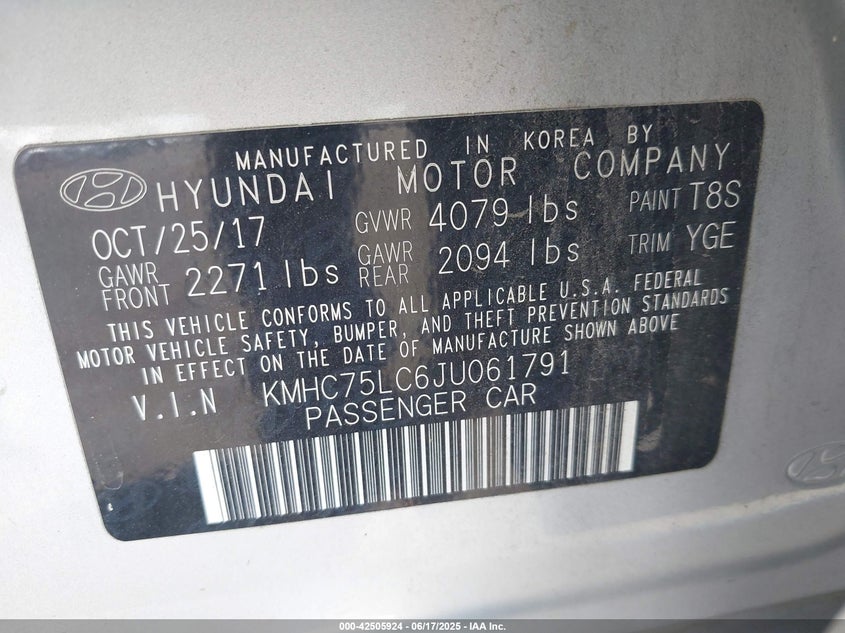 MANUFACTURED IN KOREA BY
HYUNDAI MOTOR COMPANY
OCT/25/17 GVWR 4079 lbs PAINT T8S
GAWR FRONT 2271 lbs GAWR REAR 2094 lbs TRIM YGE
THIS VEHICLE CONFORMS TO ALL APPLICABLE U.S.A. FEDERAL
MOTOR VEHICLE SAFETY, BUMPER, AND THEFT PREVENTION STANDARDS
IN EFFECT ON THE DATE OF MANUFACTURE SHOWN ABOVE
V.I.N KMHC75LC6JU061791
PASSENGER CAR
000-42505924 - 06/17/2025 - IAA Inc.